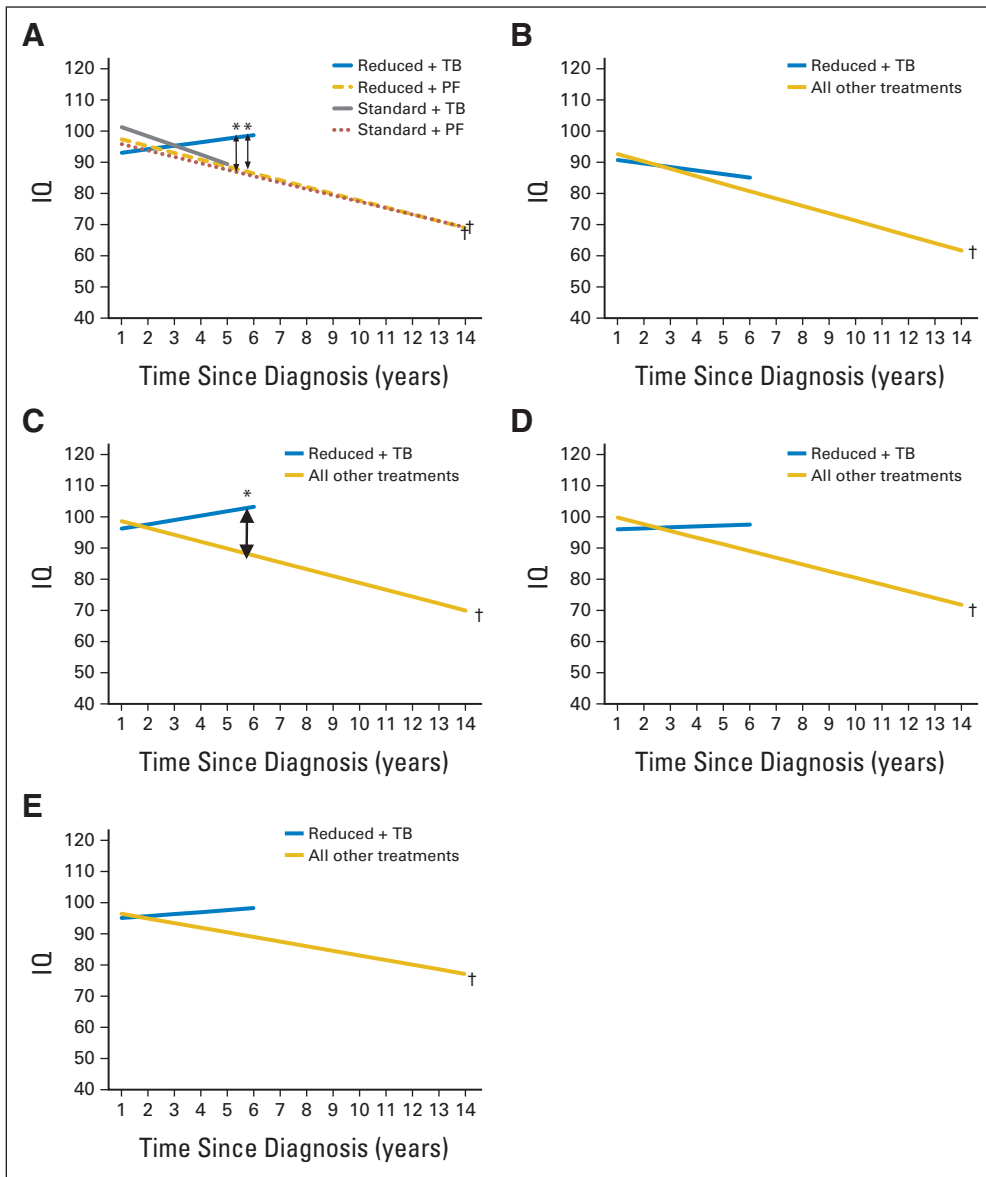 A
120
110
100
90
80
70
60
50
40
IQ
Reduced + TB
Reduced + PF
Standard + TB
Standard + PF
* *
†
†
1 2 3 4 5 6 7 8 9 10 11 12 13 14
Time Since Diagnosis (years)
B
120
110
100
90
80
70
60
50
40
IQ
Reduced + TB
All other treatments
†
1 2 3 4 5 6 7 8 9 10 11 12 13 14
Time Since Diagnosis (years)
C
120
110
100
90
80
70
60
50
40
IQ
Reduced + TB
All other treatments
*
†
1 2 3 4 5 6 7 8 9 10 11 12 13 14
Time Since Diagnosis (years)
D
120
110
100
90
80
70
60
50
40
IQ
Reduced + TB
All other treatments
†
1 2 3 4 5 6 7 8 9 10 11 12 13 14
Time Since Diagnosis (years)
E
120
110
100
90
80
70
60
50
40
IQ
Reduced + TB
All other treatments
†
1 2 3 4 5 6 7 8 9 10 11 12 13 14
Time Since Diagnosis (years)